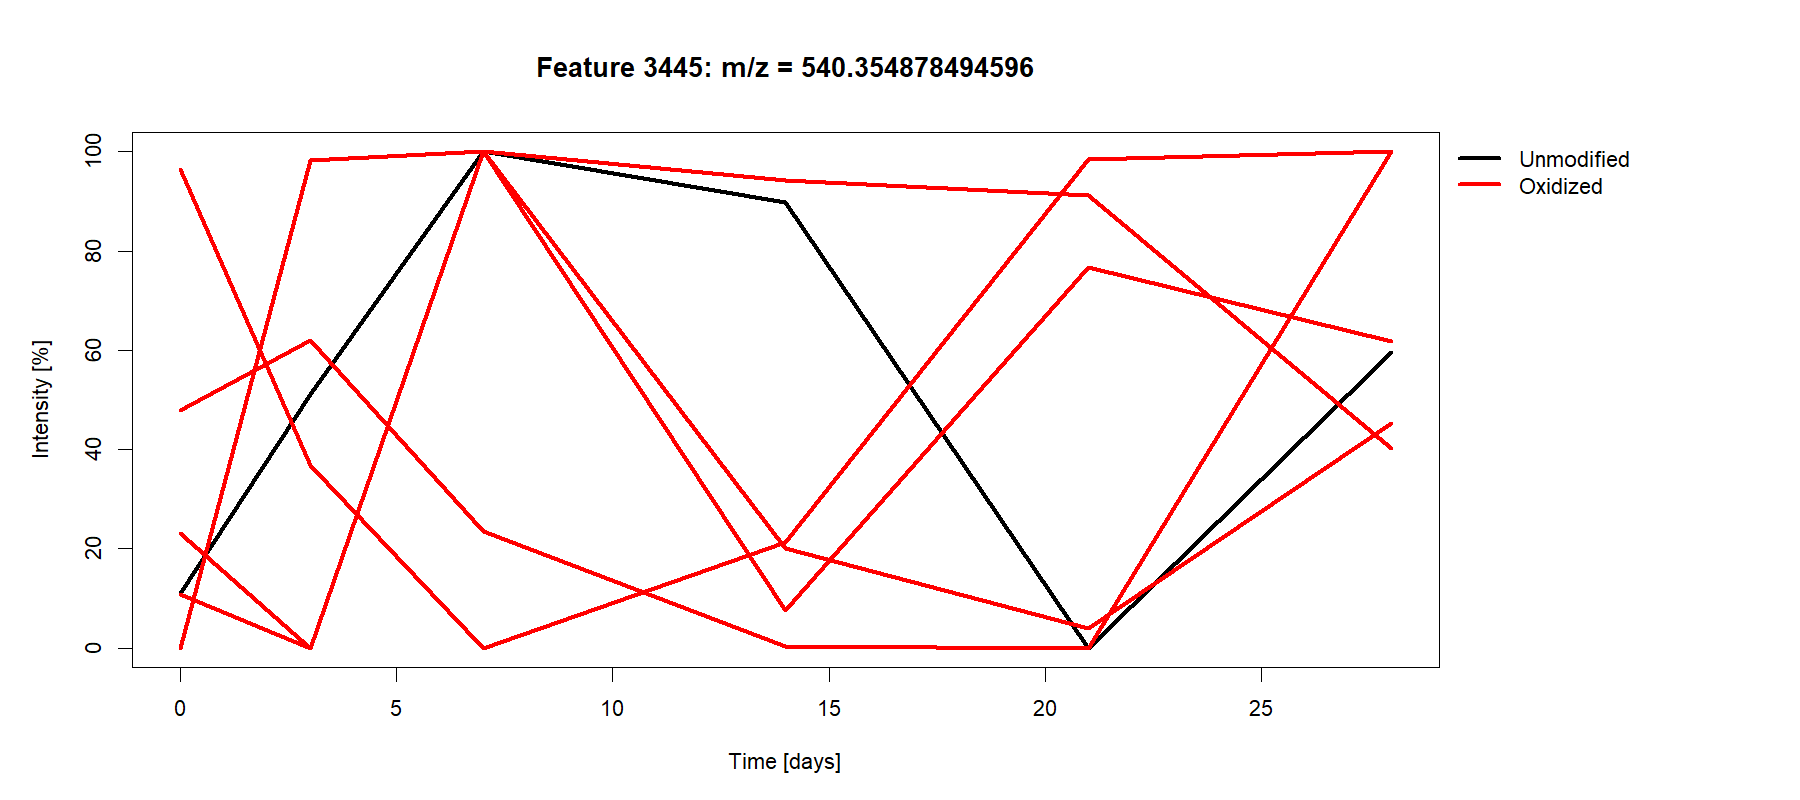 Feature 3445: m/z = 540.354878494596
Unmodified
Oxidized
Intensity [%]
100
80
60
40
20
0
0 5 10 15 20 25
Time [days]